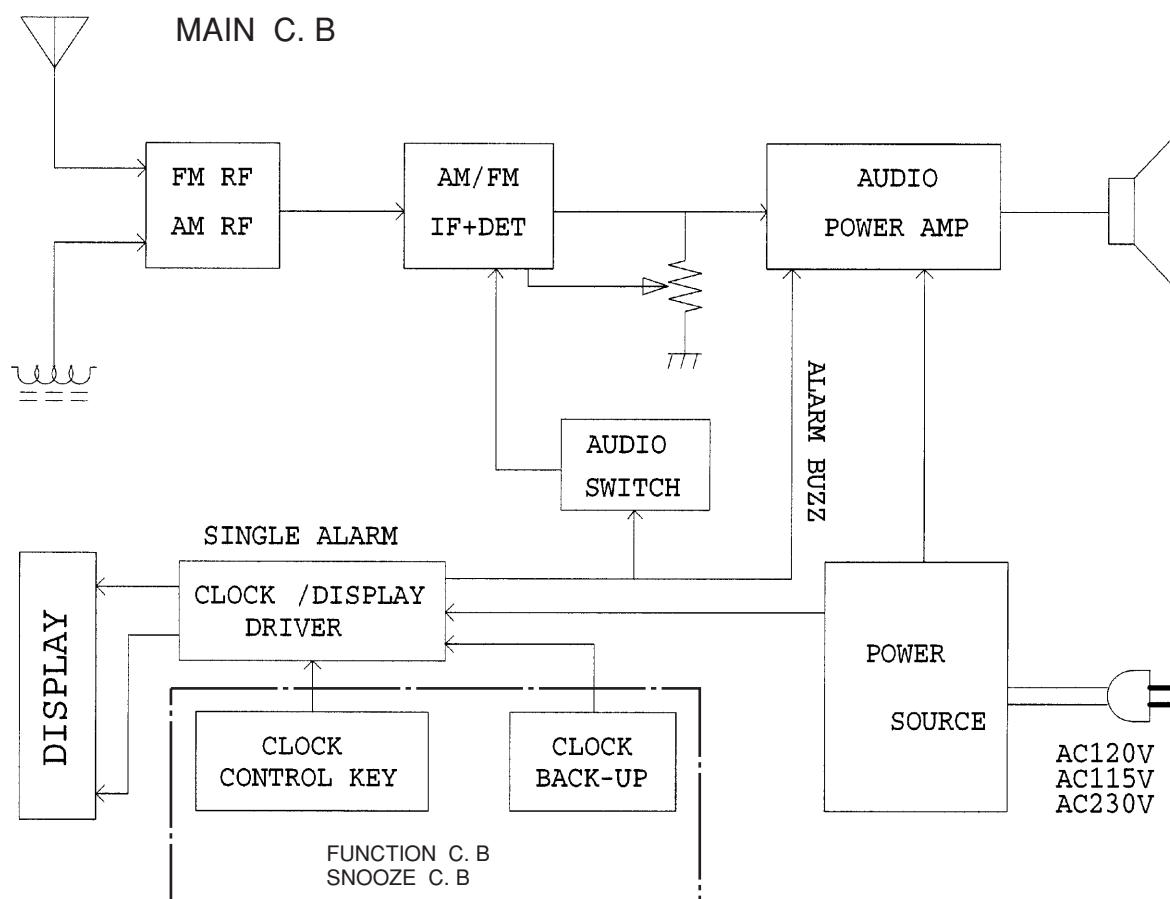 MAIN C. B
FM RF
AM RF
AM/FM
IF+DET
AUDIO
POWER AMP
ALARM BUZZ
AUDIO
SWITCH
SINGLE ALARM
CLOCK /DISPLAY
DRIVER
DISPLAY
POWER
SOURCE
CLOCK
CONTROL KEY
CLOCK
BACK-UP
AC120V
AC115V
AC230V
FUNCTION C. B
SNOOZE C. B